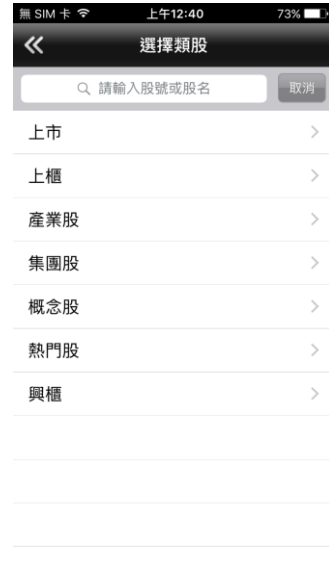 無 SIM 卡 上午12:40 73%
選擇類股
請輸入股號或股名 取消
上市
上櫃
產業股
集團股
概念股
熱門股
興櫃